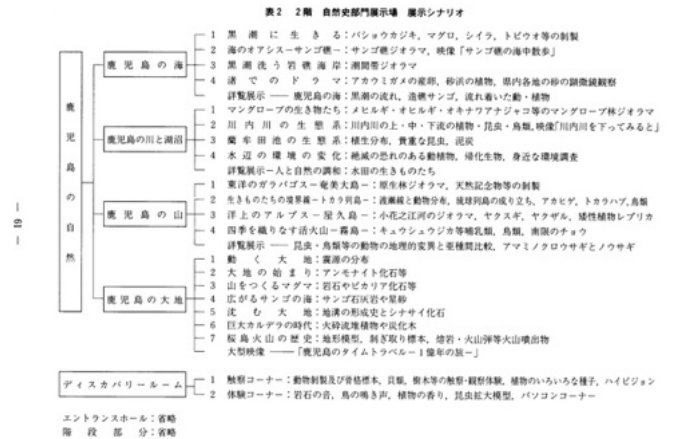 表2　2階　自然史部門展示場　展示シナリオ
鹿児島の自然
鹿児島の海
1 黒潮に生きる：バショウカジキ，マグロ，シイラ，トビウオ等の剝製
2 海のオアシス－サンゴ礁－：サンゴ礁ジオラマ，映像「サンゴ礁の海中散歩」
3 黒潮洗う岩礁海岸：潮間帯ジオラマ
4 渚でのドラマ：アカウミガメの産卵，砂浜の植物，県内各地の砂の顕微鏡観察
詳覧展示 ── 鹿児島の海：黒潮の流れ，造礁サンゴ，流れ着いた動・植物
鹿児島の川と湖沼
1 マングローブの生き物たち：メヒルギ・オヒルギ・オキナワアナジャコ等のマングローブ林ジオラマ
2 川内川の生態系：川内川の上・中・下流の植物・昆虫・鳥類，映像「川内川を下ってみると」
3 藺牟田池の生態系：植生分布，貴重な昆虫，泥炭
4 水辺の環境の変化：絶滅の恐れのある動植物，帰化生物，身近な環境調査
詳覧展示－人と自然の調和：水田の生きものたち
鹿児島の山
1 東洋のガラパゴス－奄美大島－：原生林ジオラマ，天然記念物等の剝製
2 生きものたちの境界線－トカラ列島－：渡瀬線と動物分布，琉球列島の成り立ち，アカヒゲ，トカラハブ，鳥類
3 洋上のアルプス－屋久島－：小花之江河のジオラマ，ヤクスギ，ヤクザル，矮性植物レプリカ
4 四季を織りなす活火山－霧島－：キュウシュウジカ等哺乳類，鳥類，南限のチョウ
詳覧展示 ── 昆虫・鳥類等の動物の地理的変異と亜種間比較，アマミノクロウサギとノウサギ
鹿児島の大地
1 動く大地：震源の分布
2 大地の始まり：アンモナイト化石等
3 山をつくるマグマ：岩石やビカリア化石等
4 広がるサンゴの海：サンゴ石灰岩や星砂
5 沈む大地：地溝の形成史とシナサイ化石
6 巨大カルデラの時代：火砕流堆積物や炭化木
7 桜島火山の歴史：地形模型，剝ぎ取り標本，熔岩・火山弾等火山噴出物
大型映像 ──「鹿児島のタイムトラベル－1億年の旅－」
ディスカバリールーム
1 触察コーナー：動物剝製及び骨格標本，貝類，樹木等の触察・観察体験，植物のいろいろな種子，ハイビジョン
2 体験コーナー：岩石の音，鳥の鳴き声，植物の香り，昆虫拡大模型，パソコンコーナー
エントランスホール：省略
階段部分：省略
― 19 ―